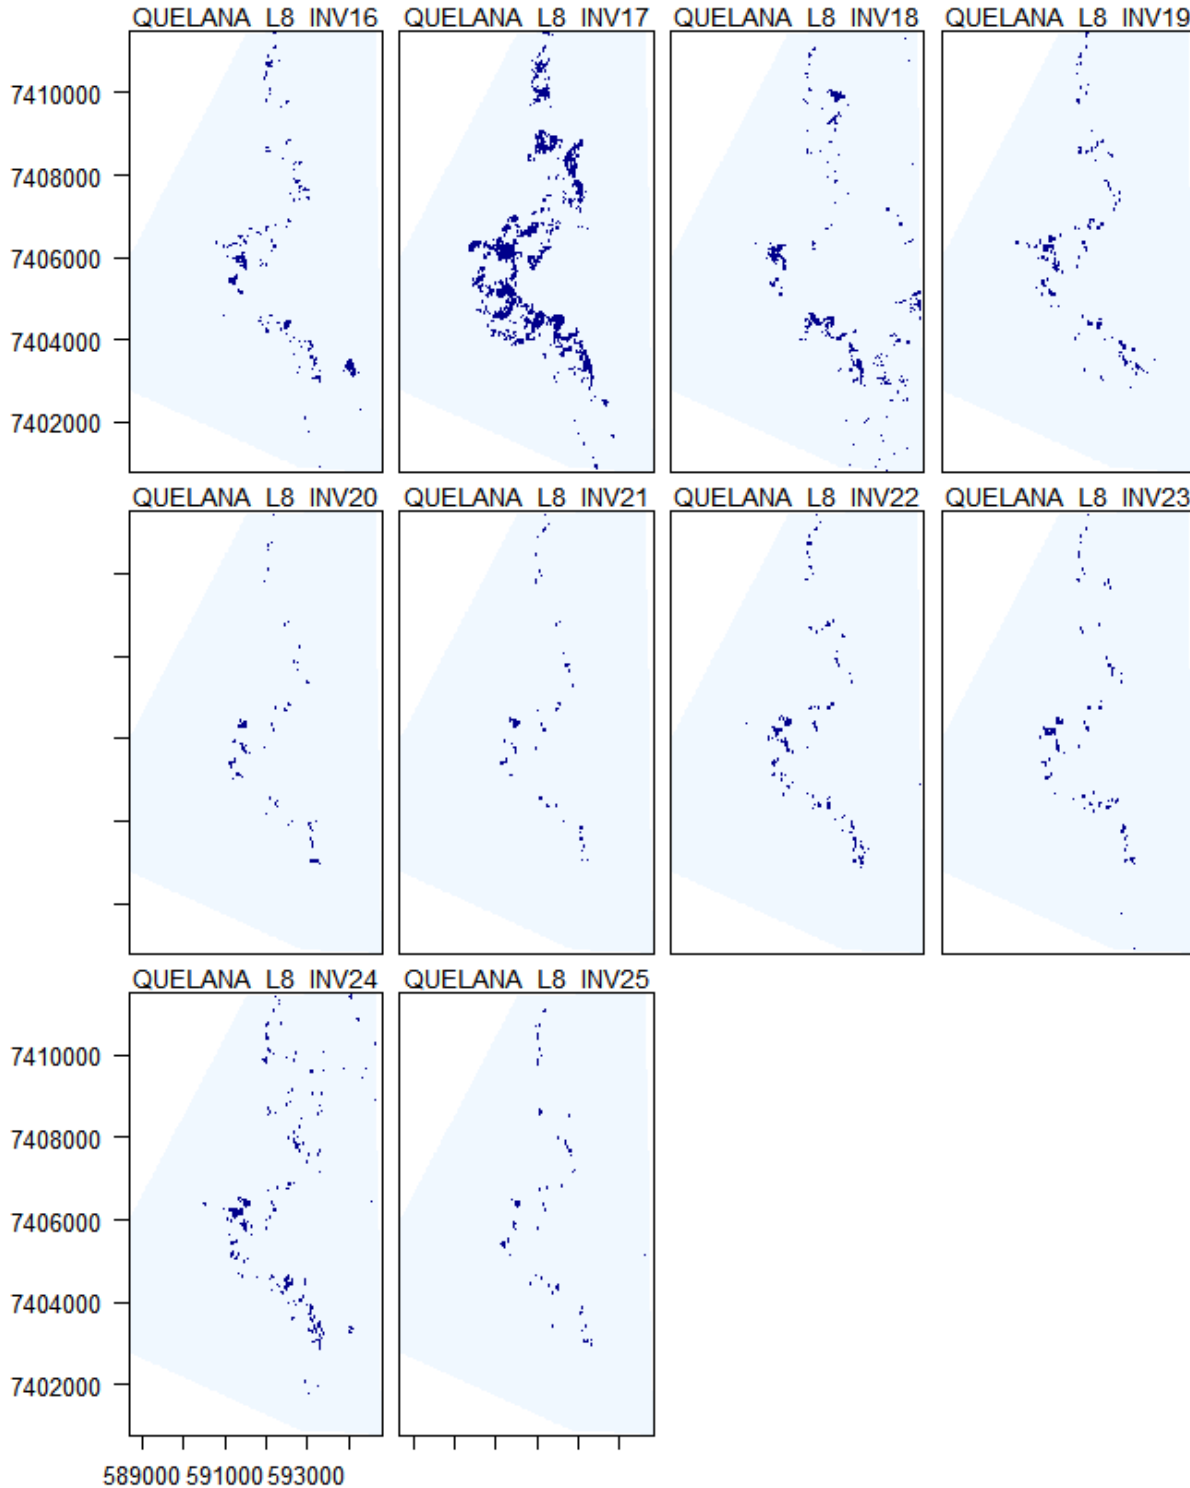 QUELANA L8 INV16 QUELANA L8 INV17 QUELANA L8 INV18 QUELANA L8 INV19
7410000
7408000
7406000
7404000
7402000
QUELANA L8 INV20 QUELANA L8 INV21 QUELANA L8 INV22 QUELANA L8 INV23
QUELANA L8 INV24 QUELANA L8 INV25
7410000
7408000
7406000
7404000
7402000
589000 591000 593000